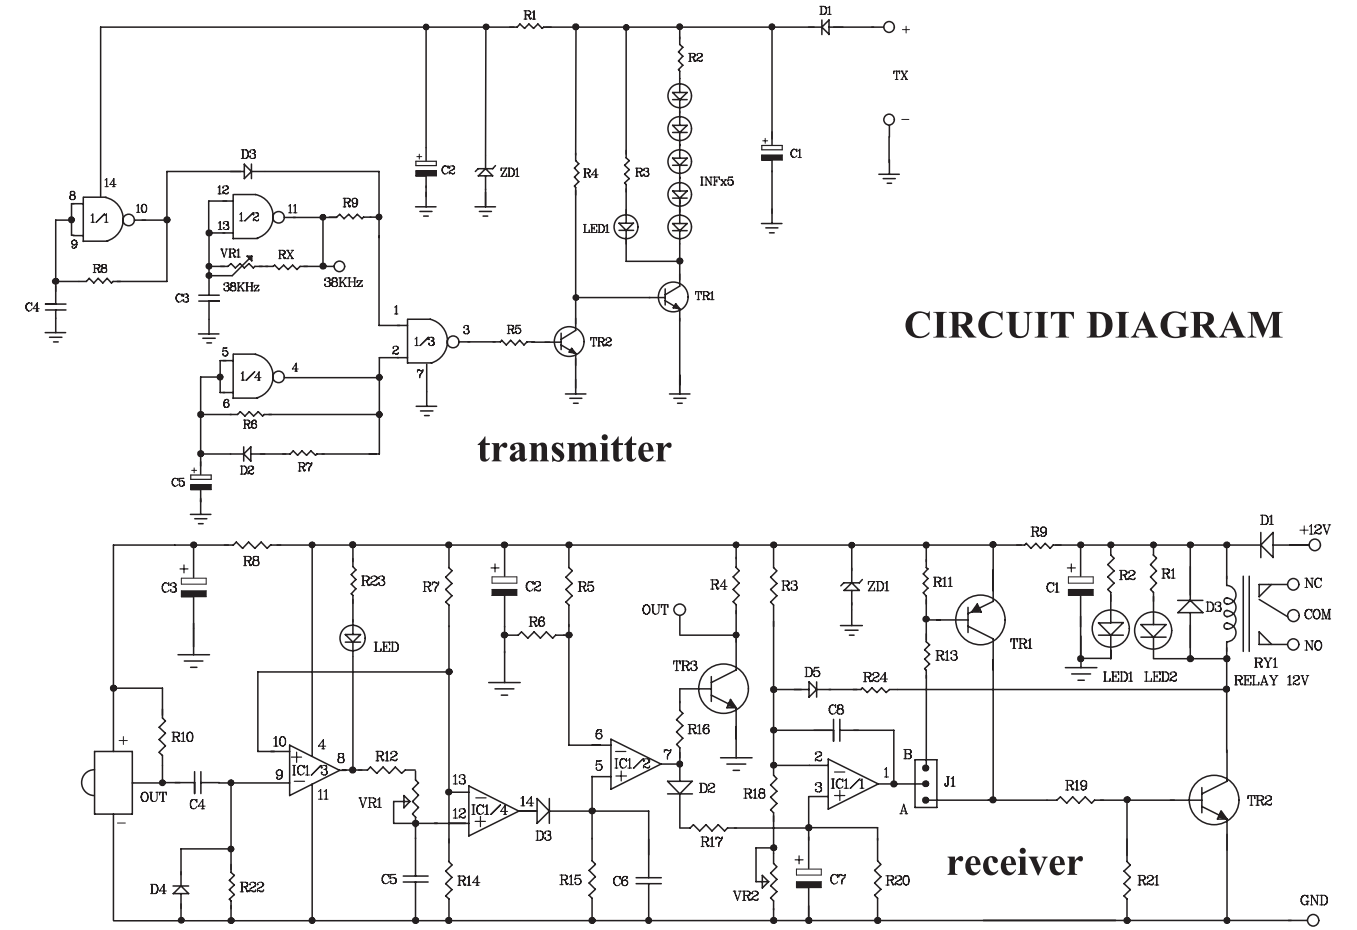 R1
D1
+
R2
TX
−
D3
14
+
C2
ZD1
R4
R3
INFx5
+
C1
8
1/1
10
9
12
1/2
11
13
R9
LED1
VR1
RX
R8
38KHz
38KHz
C4
C3
TR1
1
1/3
3
R5
2
TR2
7
CIRCUIT DIAGRAM
5
1/4
4
6
R6
D2
R7
+
C5
transmitter
D1
+12V
R9
R8
+
C3
R23
R7
+
C2
R5
R4
R3
ZD1
R11
+
C1
R2
R1
D3
NC
COM
NO
OUT
R6
LED
TR3
R13
TR1
LED1
LED2
RY1
RELAY 12V
D5
R24
R10
R16
C8
+
10
+
4
IC1/3
8
9
−
11
R12
6
−
IC1/2
7
5
+
2
−
IC1/1
1
3
+
B
J1
A
OUT
C4
VR1
13
−
IC1/4
14
12
+
D3
D2
R18
R19
TR2
−
R17
receiver
D4
R22
C5
R14
R15
C6
VR2
+
C7
R20
R21
GND